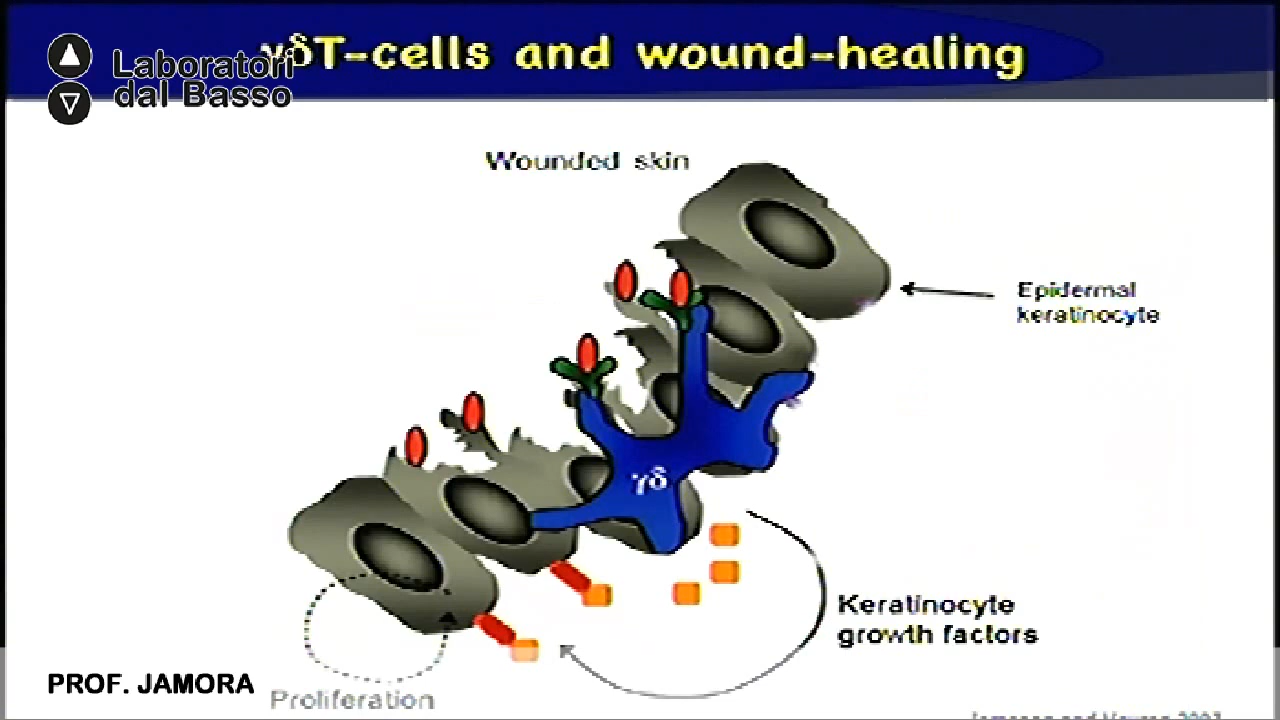 γδT-cells and wound-healing
Laboratori
dal Basso
Wounded skin
Epidermal
keratinocyte
γδ
Keratinocyte
growth factors
PROF. JAMORA
Proliferation